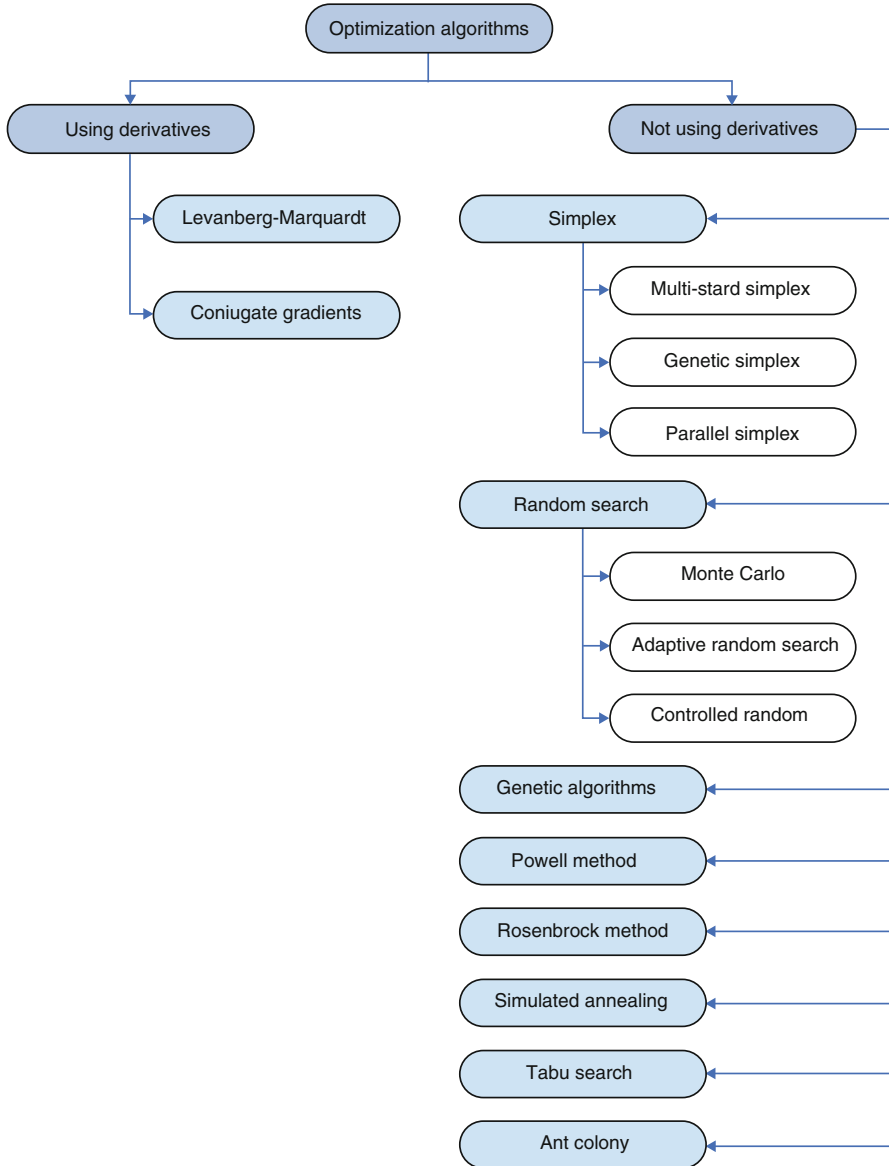 Optimization algorithms
Using derivatives
Not using derivatives
Levanberg-Marquardt
Simplex
Multi-stard simplex
Coniugate gradients
Genetic simplex
Parallel simplex
Random search
Monte Carlo
Adaptive random search
Controlled random
Genetic algorithms
Powell method
Rosenbrock method
Simulated annealing
Tabu search
Ant colony